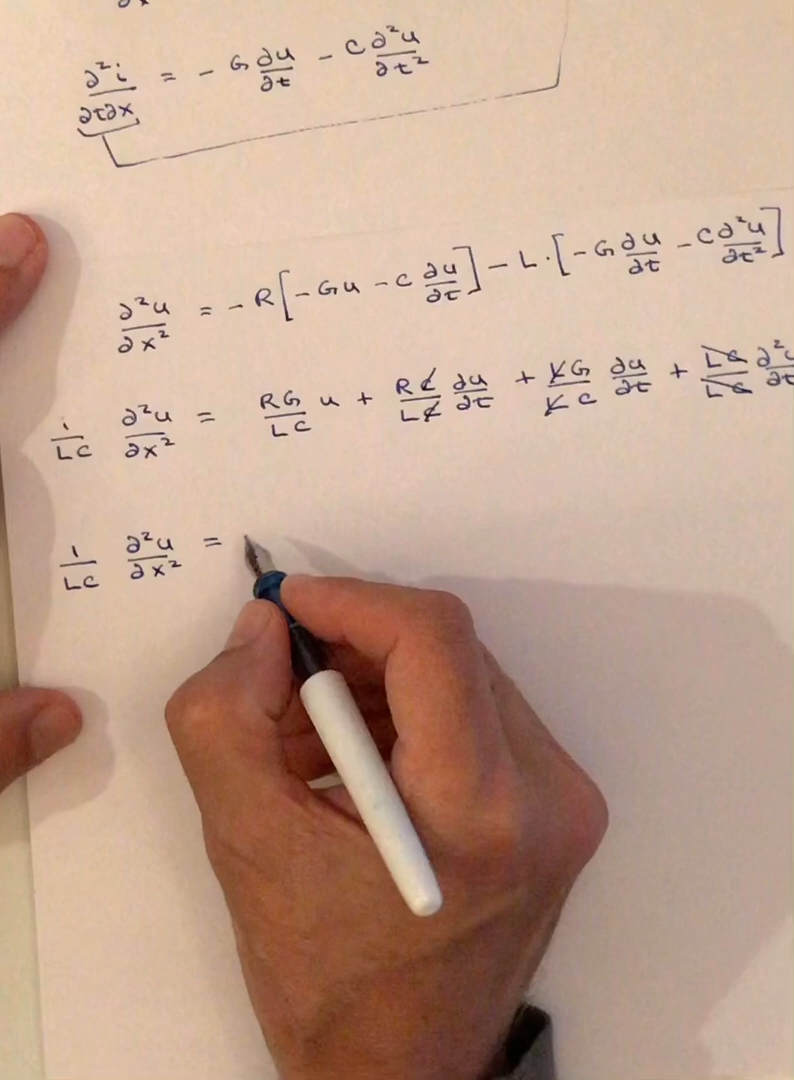 ∂²i/∂t∂x = - G ∂u/∂t - C ∂²u/∂t²
∂²u/∂x² = - R[- Gu - C ∂u/∂t] - L·[- G ∂u/∂t - C ∂²u/∂t²]
1/LC ∂²u/∂x² = RG/LC u + RC/LC ∂u/∂t + LG/LC ∂u/∂t + LC/LC ∂²u/∂t
1/LC ∂²u/∂x² =